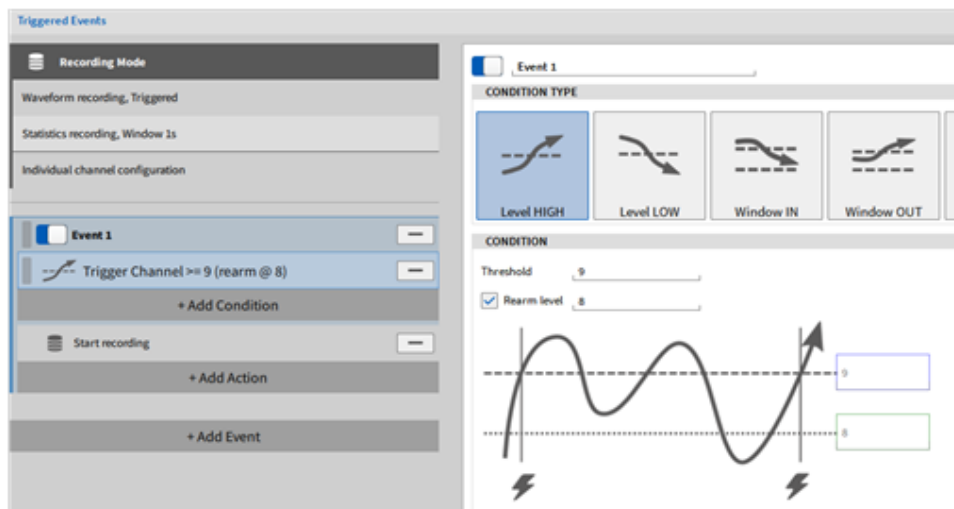 Triggered Events
Recording Mode
Waveform recording, Triggered
Statistics recording, Window 1s
Individual channel configuration
Event 1
Trigger Channel >= 9 (rearm @ 8)
+ Add Condition
Start recording
+ Add Action
+ Add Event
Event 1
CONDITION TYPE
Level HIGH
Level LOW
Window IN
Window OUT
CONDITION
Threshold 9
Rearm level 8
9
8